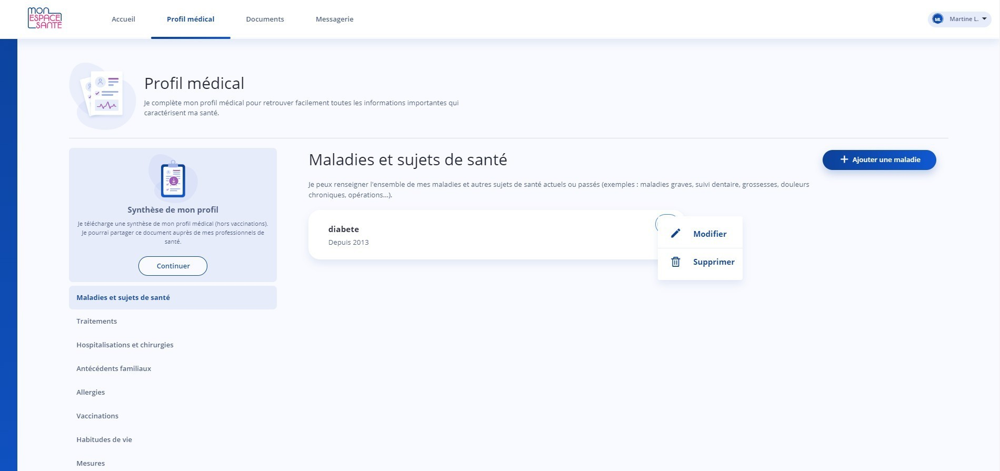 mon
ESPACE
SANTÉ
Accueil
Profil médical
Documents
Messagerie
ML
Martine L.
Profil médical
Je complète mon profil médical pour retrouver facilement toutes les informations importantes qui
caractérisent ma santé.
Synthèse de mon profil
Je télécharge une synthèse de mon profil médical (hors vaccinations).
Je pourrai partager ce document auprès de mes professionnels de
santé.
Continuer
Maladies et sujets de santé
Traitements
Hospitalisations et chirurgies
Antécédents familiaux
Allergies
Vaccinations
Habitudes de vie
Mesures
Maladies et sujets de santé
Ajouter une maladie
Je peux renseigner l'ensemble de mes maladies et autres sujets de santé actuels ou passés (exemples : maladies graves, suivi dentaire, grossesses, douleurs
chroniques, opérations...).
diabete
Depuis 2013
Modifier
Supprimer